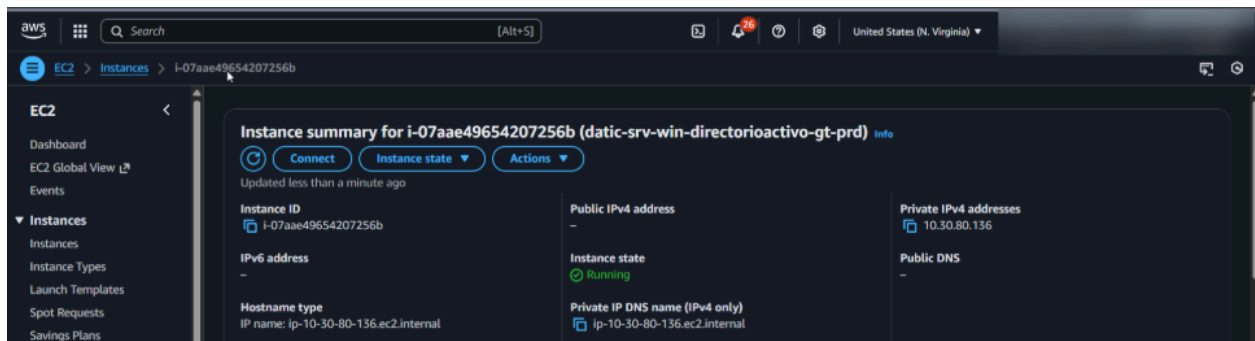 aws Search [Alt+S] 26 United States (N. Virginia)
EC2 > Instances > i-07aae49654207256b
EC2
Dashboard
EC2 Global View
Events
Instances
Instances
Instance Types
Launch Templates
Spot Requests
Savings Plans
Instance summary for i-07aae49654207256b (datic-srv-win-directorioactivo-gt-prd) Info
Connect Instance state Actions
Updated less than a minute ago
Instance ID
i-07aae49654207256b
Public IPv4 address
–
Private IPv4 addresses
10.30.80.136
IPv6 address
–
Instance state
Running
Public DNS
–
Hostname type
IP name: ip-10-30-80-136.ec2.internal
Private IP DNS name (IPv4 only)
ip-10-30-80-136.ec2.internal